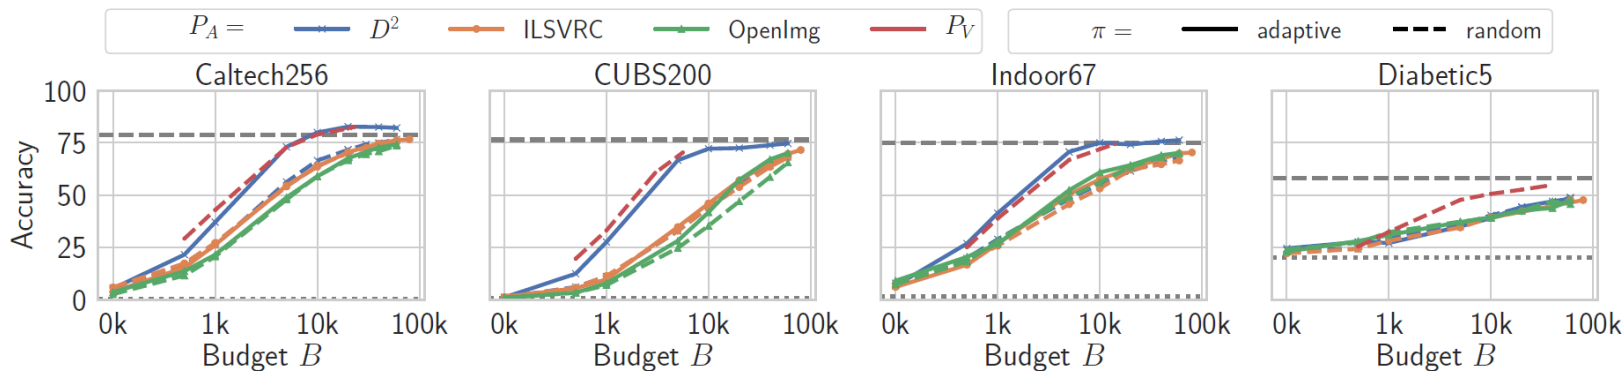 P_A = D² ILSVRC OpenImg P_V π = adaptive random
Caltech256 CUBS200 Indoor67 Diabetic5
Accuracy
100
75
50
25
0
0k 1k 10k 100k 0k 1k 10k 100k 0k 1k 10k 100k 0k 1k 10k 100k
Budget B Budget B Budget B Budget B